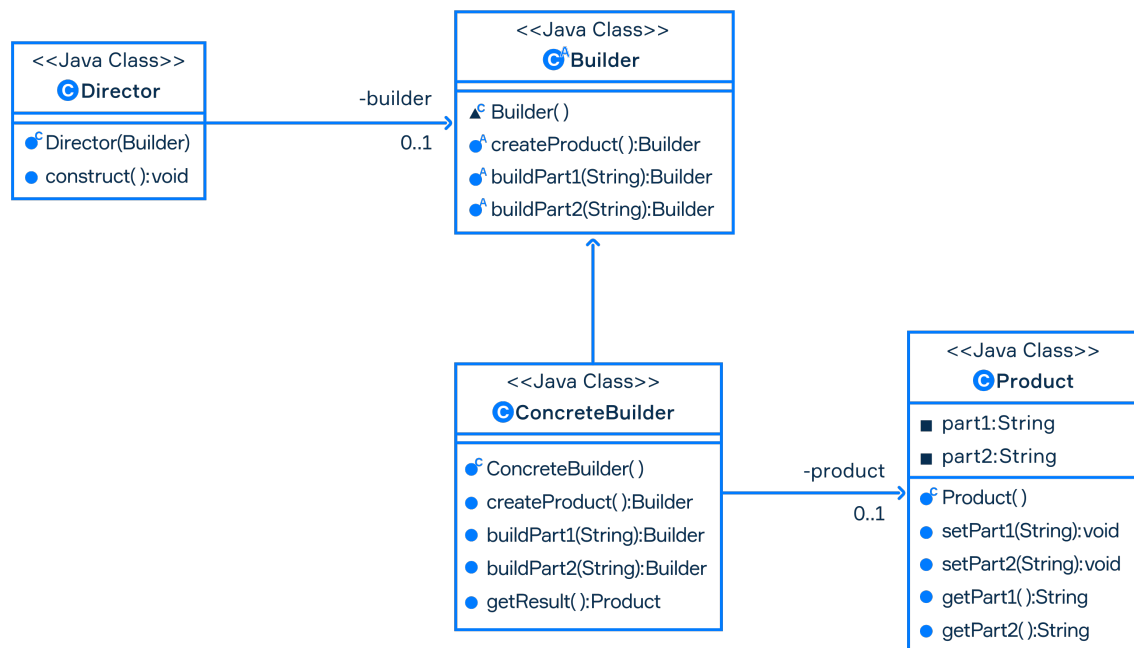 <<Java Class>>
C Director
C Director(Builder)
construct( ):void
-builder
0..1
<<Java Class>>
C A Builder
C Builder( )
A createProduct( ):Builder
A buildPart1(String):Builder
A buildPart2(String):Builder
<<Java Class>>
C ConcreteBuilder
C ConcreteBuilder( )
createProduct( ):Builder
buildPart1(String):Builder
buildPart2(String):Builder
getResult( ):Product
-product
0..1
<<Java Class>>
C Product
part1:String
part2:String
C Product( )
setPart1(String):void
setPart2(String):void
getPart1( ):String
getPart2( ):String